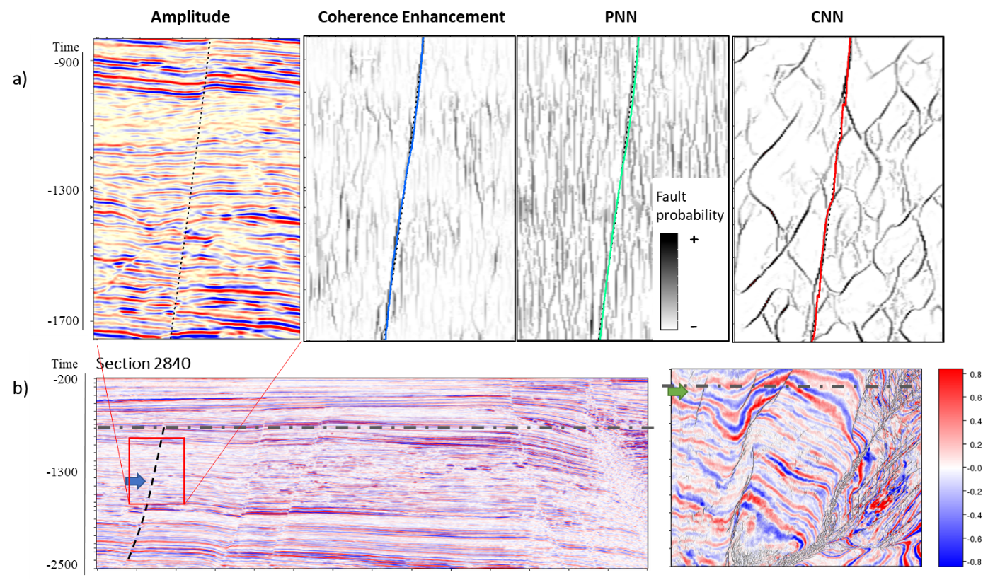 Amplitude
Coherence Enhancement
PNN
CNN
a)
Time
-900
-1300
-1700
Fault
probability
+
-
b)
Time
Section 2840
-200
-1300
-2500
0.8
0.6
0.4
0.2
-0.0
-0.2
-0.4
-0.6
-0.8